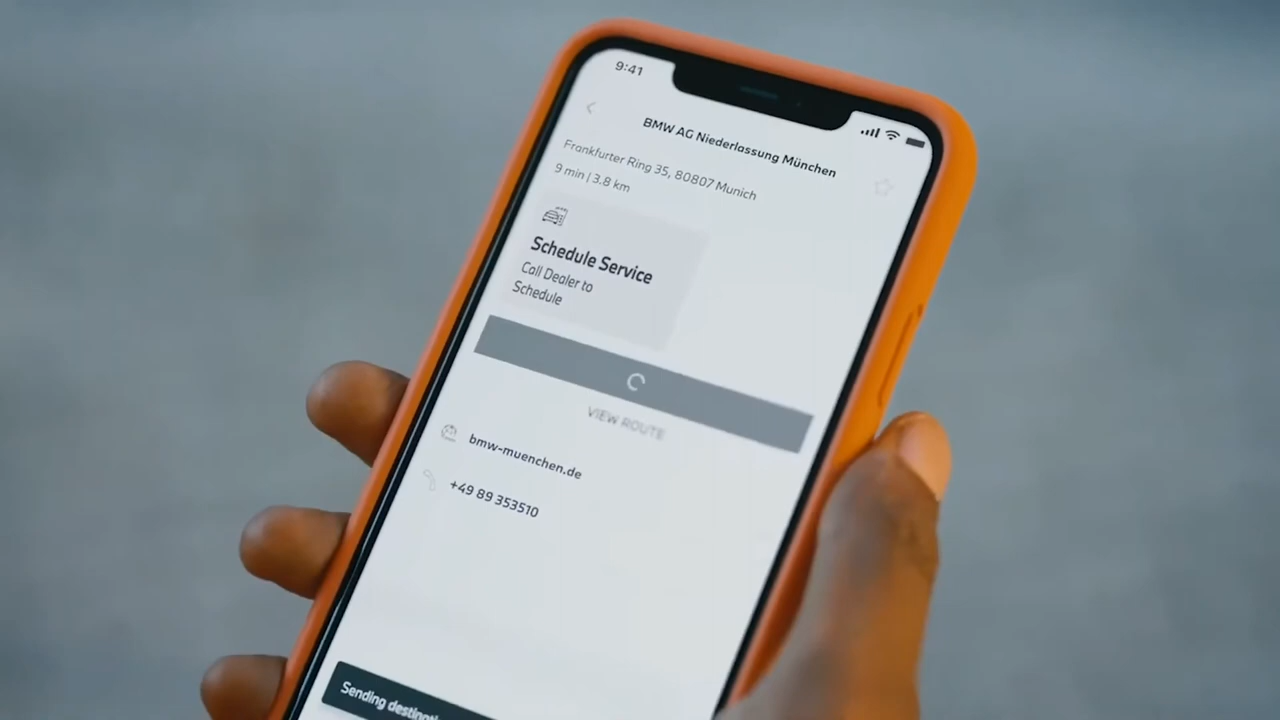 9:41
BMW AG Niederlassung München
Frankfurter Ring 35, 80807 Munich
9 min | 3.8 km
Schedule Service
Call Dealer to
Schedule
VIEW ROUTE
bmw-muenchen.de
+49 89 353510
Sending